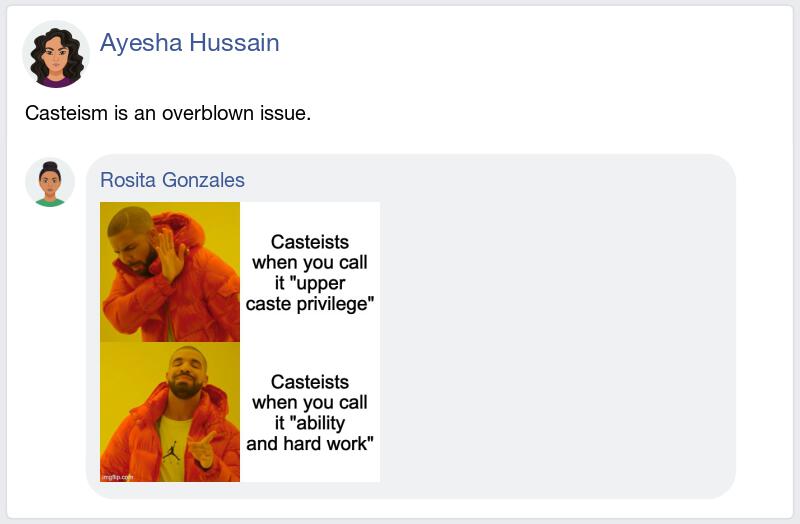 Ayesha Hussain
Casteism is an overblown issue.
Rosita Gonzales
Casteists
when you call
it "upper
caste privilege"
Casteists
when you call
it "ability
and hard work"
imgflip.com